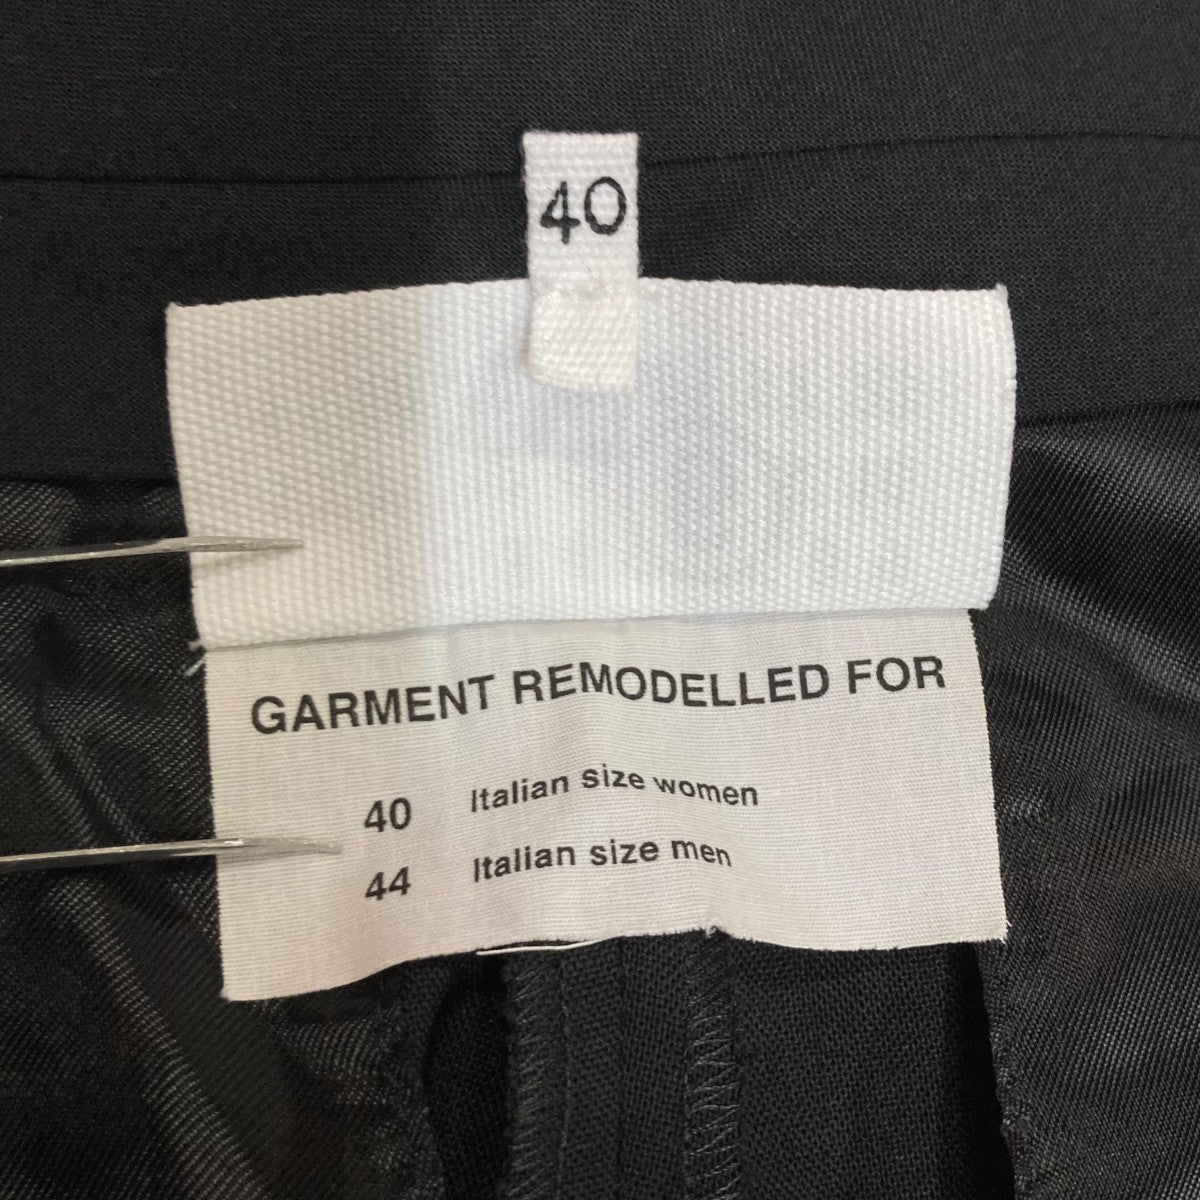 40
GARMENT REMODELLED FOR
40 Italian size women
44 Italian size men